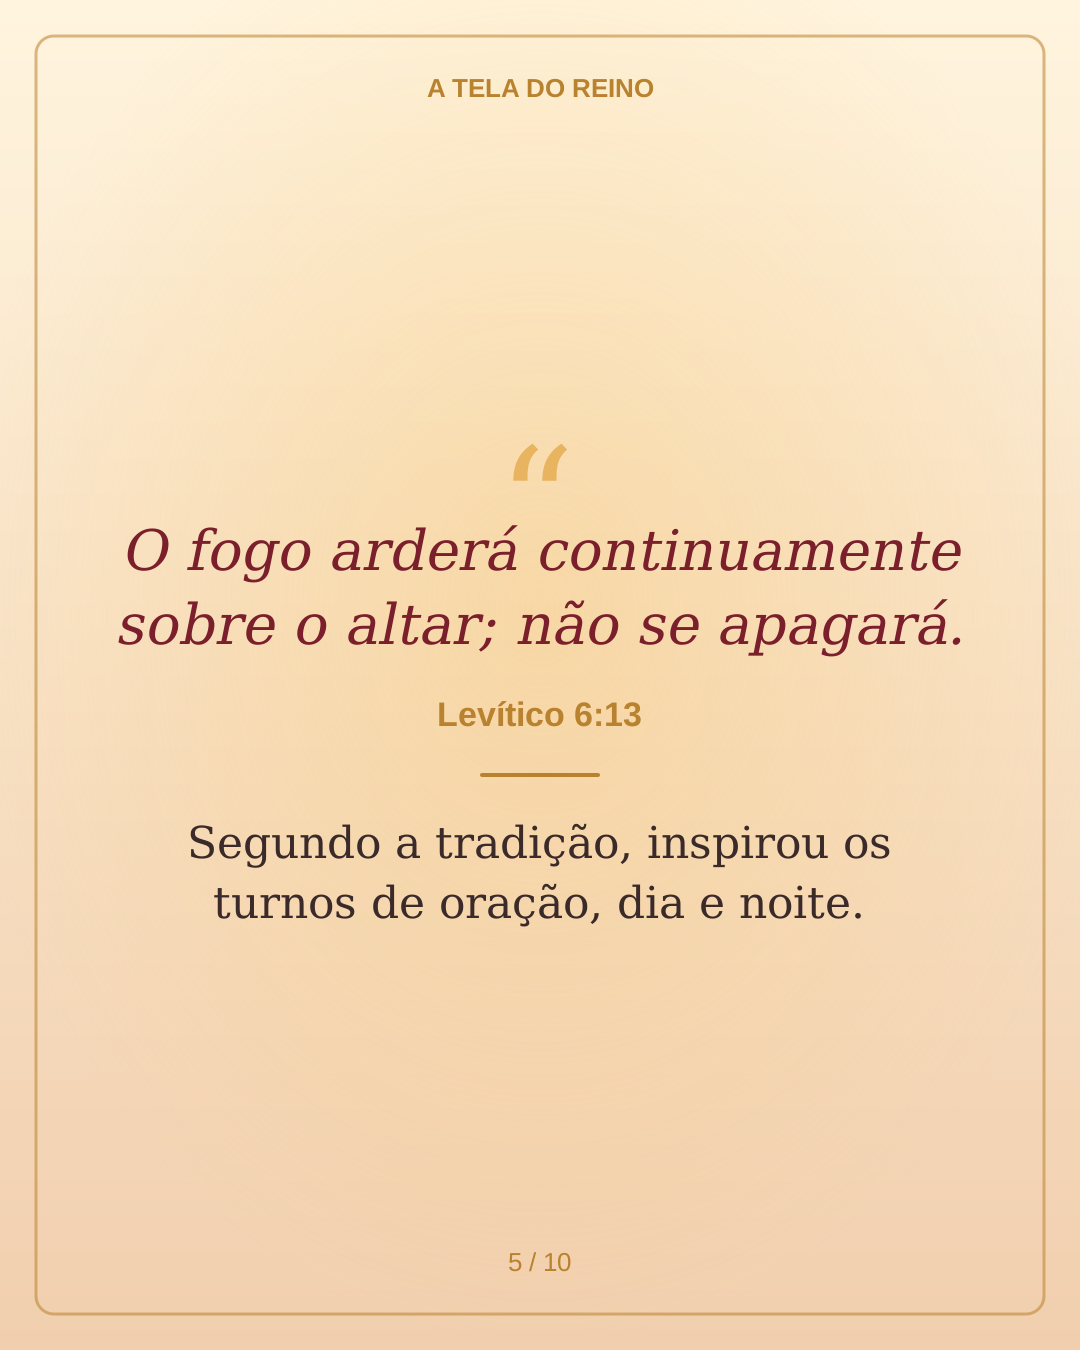 A TELA DO REINO
“
O fogo arderá continuamente
sobre o altar; não se apagará.
Levítico 6:13
Segundo a tradição, inspirou os
turnos de oração, dia e noite.
5 / 10